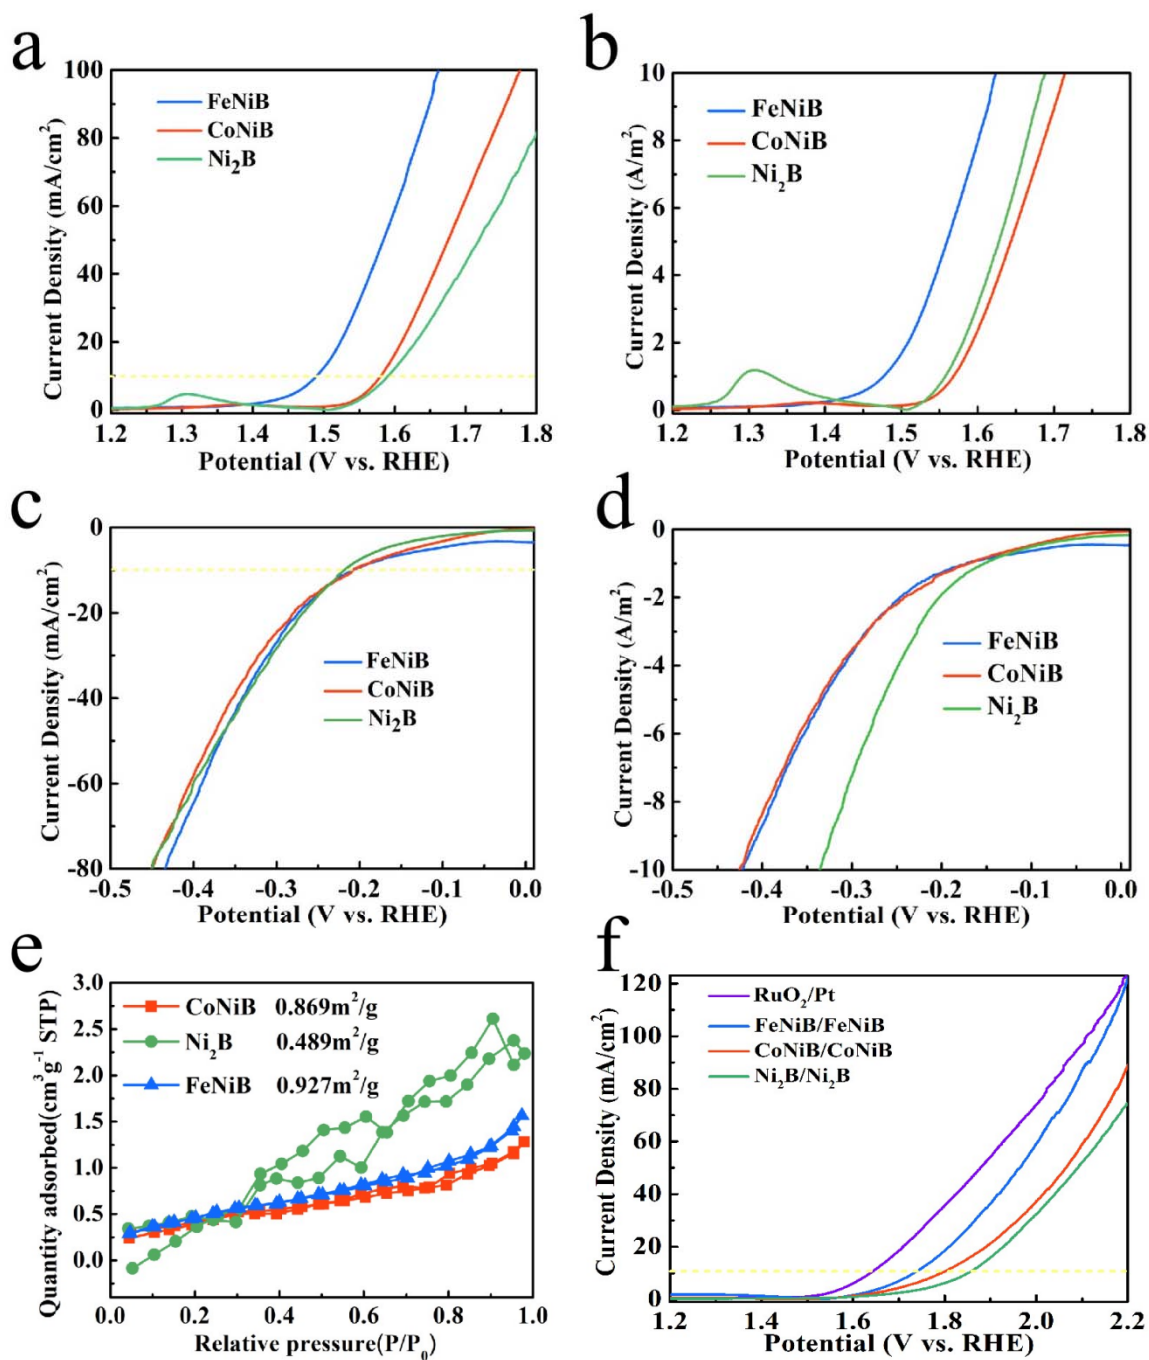 a
100
80
60
40
20
0
Current Density (mA/cm²)
FeNiB
CoNiB
Ni₂B
1.2 1.3 1.4 1.5 1.6 1.7 1.8
Potential (V vs. RHE)
b
10
8
6
4
2
0
Current Density (A/m²)
FeNiB
CoNiB
Ni₂B
1.2 1.3 1.4 1.5 1.6 1.7 1.8
Potential (V vs. RHE)
c
0
-20
-40
-60
-80
Current Density (mA/cm²)
FeNiB
CoNiB
Ni₂B
-0.5 -0.4 -0.3 -0.2 -0.1 0.0
Potential (V vs. RHE)
d
0
-2
-4
-6
-8
-10
Current Density (A/m²)
FeNiB
CoNiB
Ni₂B
-0.5 -0.4 -0.3 -0.2 -0.1 0.0
Potential (V vs. RHE)
e
3.0
2.5
2.0
1.5
1.0
0.5
0.0
Quantity adsorbed(cm³g⁻¹ STP)
CoNiB 0.869m²/g
Ni₂B 0.489m²/g
FeNiB 0.927m²/g
0.0 0.2 0.4 0.6 0.8 1.0
Relative pressure(P/P₀)
f
120
100
80
60
40
20
0
Current Density (mA/cm²)
RuO₂/Pt
FeNiB/FeNiB
CoNiB/CoNiB
Ni₂B/Ni₂B
1.2 1.4 1.6 1.8 2.0 2.2
Potential (V vs. RHE)